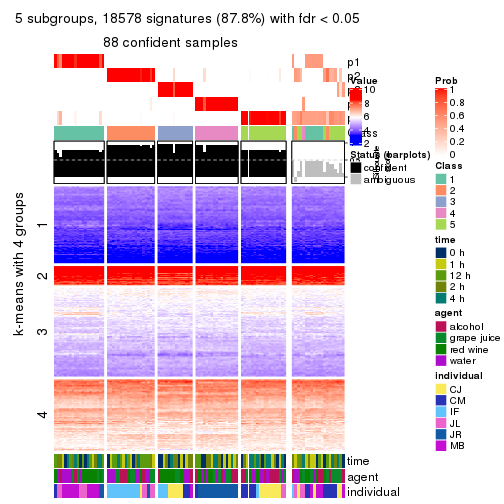 5 subgroups, 18578 signatures (87.8%) with fdr < 0.05
88 confident samples
p1
p2
Value
10
8
6
4
2
Prob
1
0.8
0.6
0.4
0.2
0
Status (barplots)
confident
ambiguous
Class
1
2
3
4
5
k-means with 4 groups
1
2
3
4
time
0 h
1 h
12 h
2 h
4 h
agent
alcohol
grape juice
red wine
water
individual
CJ
CM
IF
JL
JR
MB
time
agent
individual